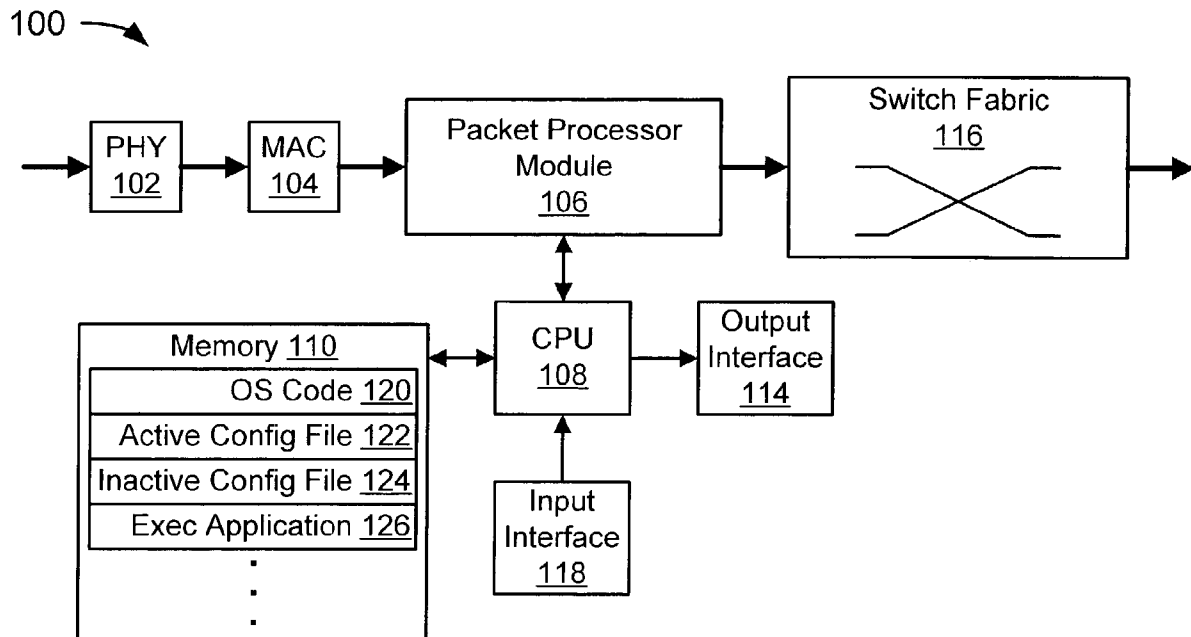 100
PHY
102
MAC
104
Packet Processor
Module
106
Switch Fabric
116
Memory 110
OS Code 120
Active Config File 122
Inactive Config File 124
Exec Application 126
CPU
108
Output
Interface
114
Input
Interface
118